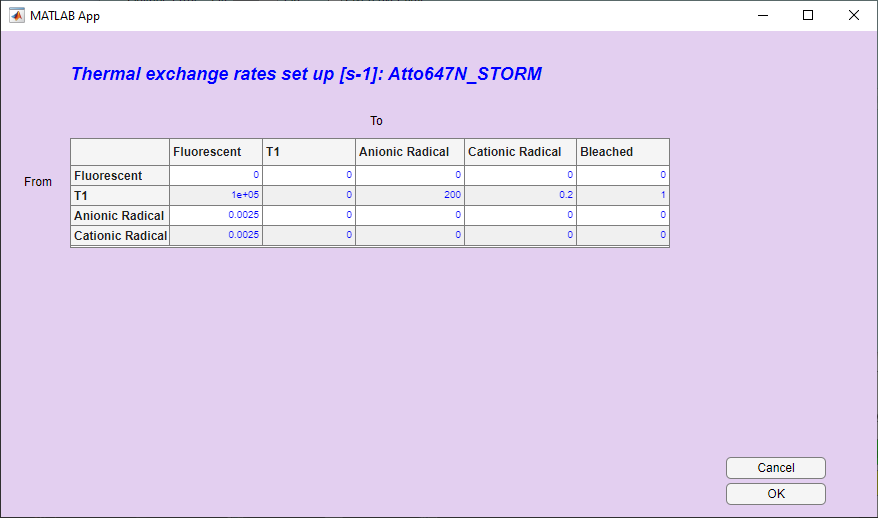 MATLAB App
Thermal exchange rates set up [s-1]: Atto647N_STORM
To
From
Fluorescent T1 Anionic Radical Cationic Radical Bleached
Fluorescent 0 0 0 0 0
T1 1e+05 0 200 0.2 1
Anionic Radical 0.0025 0 0 0 0
Cationic Radical 0.0025 0 0 0 0
Cancel
OK